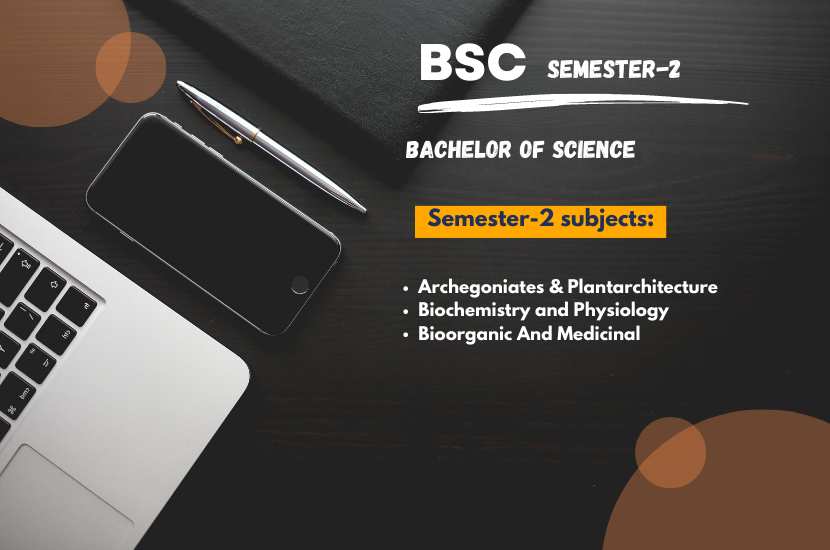 BSC SEMESTER-2
BACHELOR OF SCIENCE
Semester-2 subjects:
• Archegoniates & Plantarchitecture
• Biochemistry and Physiology
• Bioorganic And Medicinal